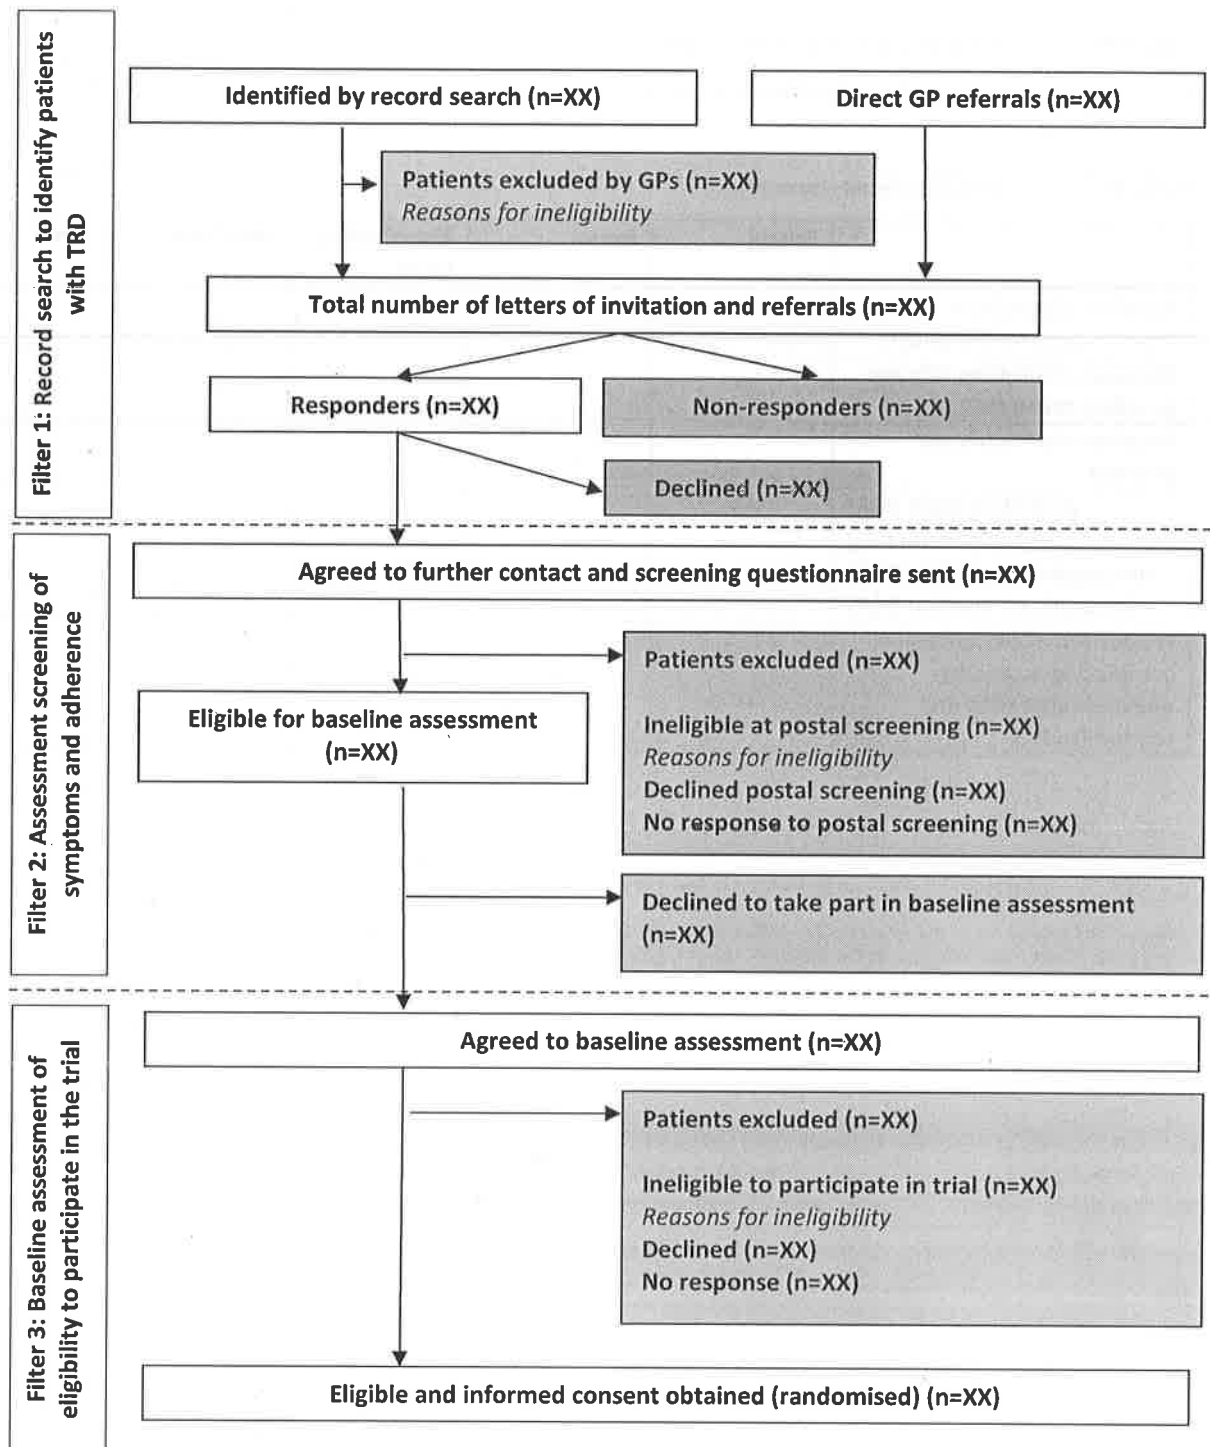 Filter 1: Record search to identify patients
with TRD
Identified by record search (n=XX)
Direct GP referrals (n=XX)
Patients excluded by GPs (n=XX)
Reasons for ineligibility
Total number of letters of invitation and referrals (n=XX)
Responders (n=XX)
Non-responders (n=XX)
Declined (n=XX)
Filter 2: Assessment screening of
symptoms and adherence
Agreed to further contact and screening questionnaire sent (n=XX)
Patients excluded (n=XX)
Ineligible at postal screening (n=XX)
Reasons for ineligibility
Declined postal screening (n=XX)
No response to postal screening (n=XX)
Eligible for baseline assessment
(n=XX)
Declined to take part in baseline assessment
(n=XX)
Filter 3: Baseline assessment of
eligibility to participate in the trial
Agreed to baseline assessment (n=XX)
Patients excluded (n=XX)
Ineligible to participate in trial (n=XX)
Reasons for ineligibility
Declined (n=XX)
No response (n=XX)
Eligible and informed consent obtained (randomised) (n=XX)